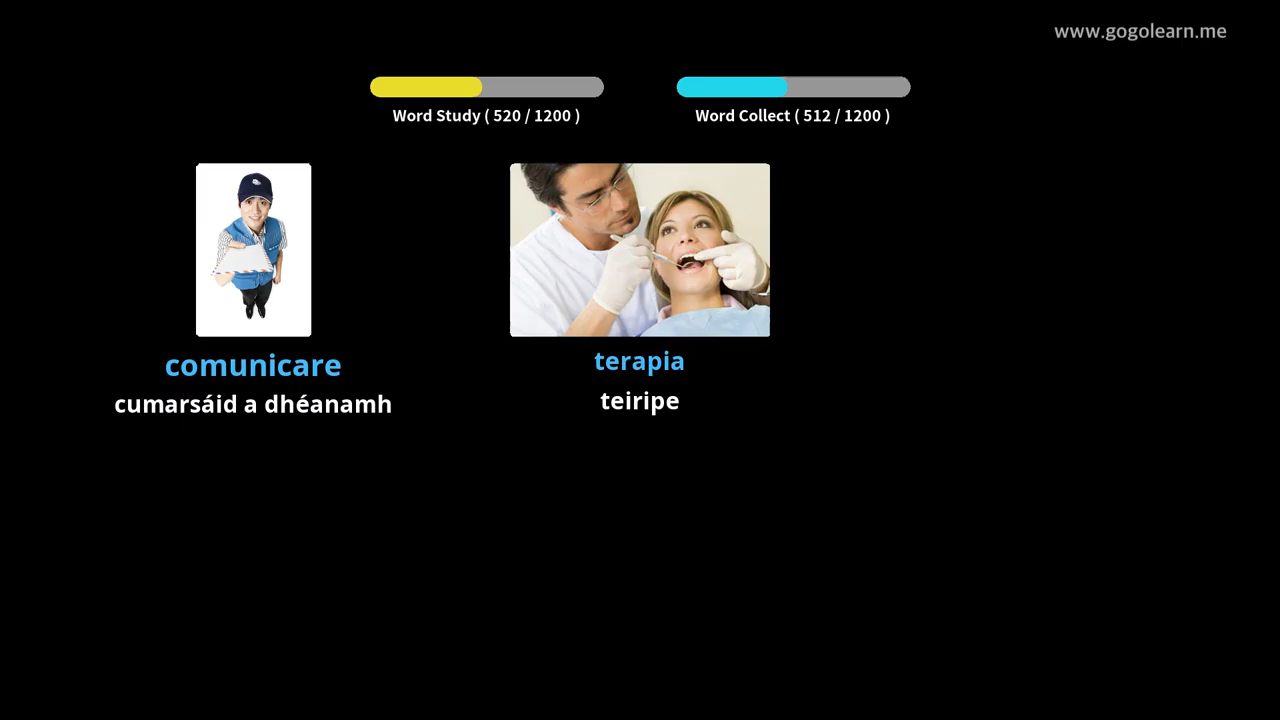 www.gogolearn.me
Word Study ( 520 / 1200 )
Word Collect ( 512 / 1200 )
comunicare
cumarsáid a dhéanamh
terapia
teiripe